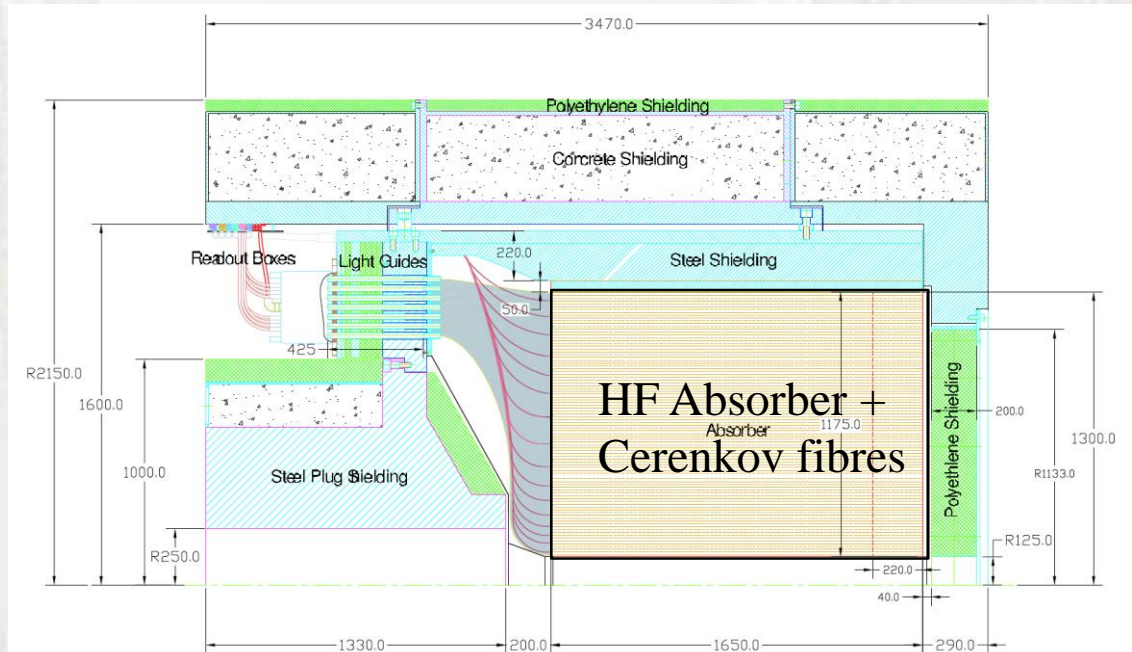 3470.0
Polyethylene Shielding
Concrete Shielding
Readout Boxes
Light Guides
220.0
Steel Shielding
50.0
425
R2150.0
1600.0
HF Absorber +
1175.0
Absorber
Cerenkov fibres
200.0
1300.0
1000.0
Steel Plug Shielding
Polyethlene Shielding
R1133.0
R250.0
R125.0
220.0
40.0
1330.0
200.0
1650.0
290.0